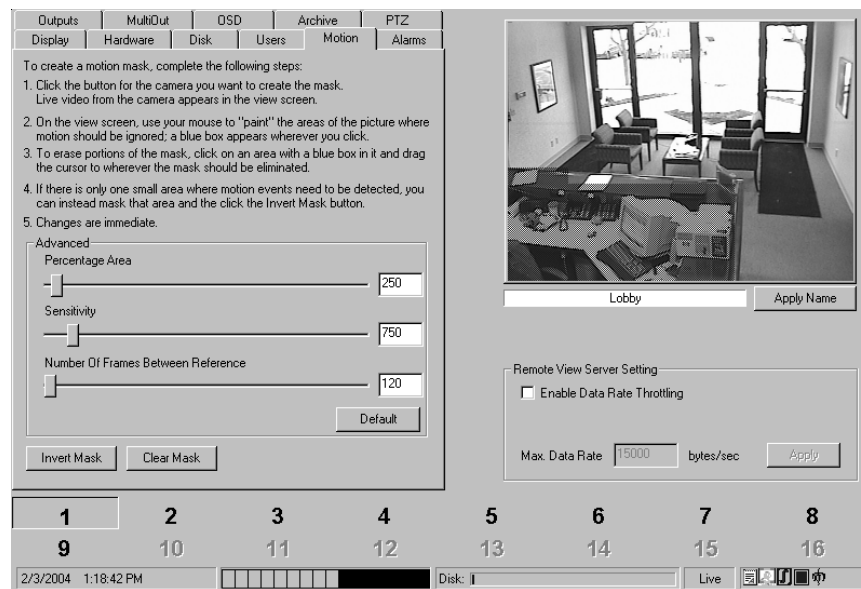 Outputs MultiOut OSD Archive PTZ
Display Hardware Disk Users Motion Alarms
To create a motion mask, complete the following steps:
1. Click the button for the camera you want to create the mask.
Live video from the camera appears in the view screen.
2. On the view screen, use your mouse to "paint" the areas of the picture where
motion should be ignored; a blue box appears wherever you click.
3. To erase portions of the mask, click on an area with a blue box in it and drag
the cursor to wherever the mask should be eliminated.
4. If there is only one small area where motion events need to be detected, you
can instead mask that area and the click the Invert Mask button.
5. Changes are immediate.
Advanced
Percentage Area
250
Sensitivity
750
Number Of Frames Between Reference
120
Default
Invert Mask Clear Mask
Lobby Apply Name
Remote View Server Setting
Enable Data Rate Throttling
Max. Data Rate 15000 bytes/sec Apply
1 2 3 4 5 6 7 8
9 10 11 12 13 14 15 16
2/3/2004 1:18:42 PM Disk: Live